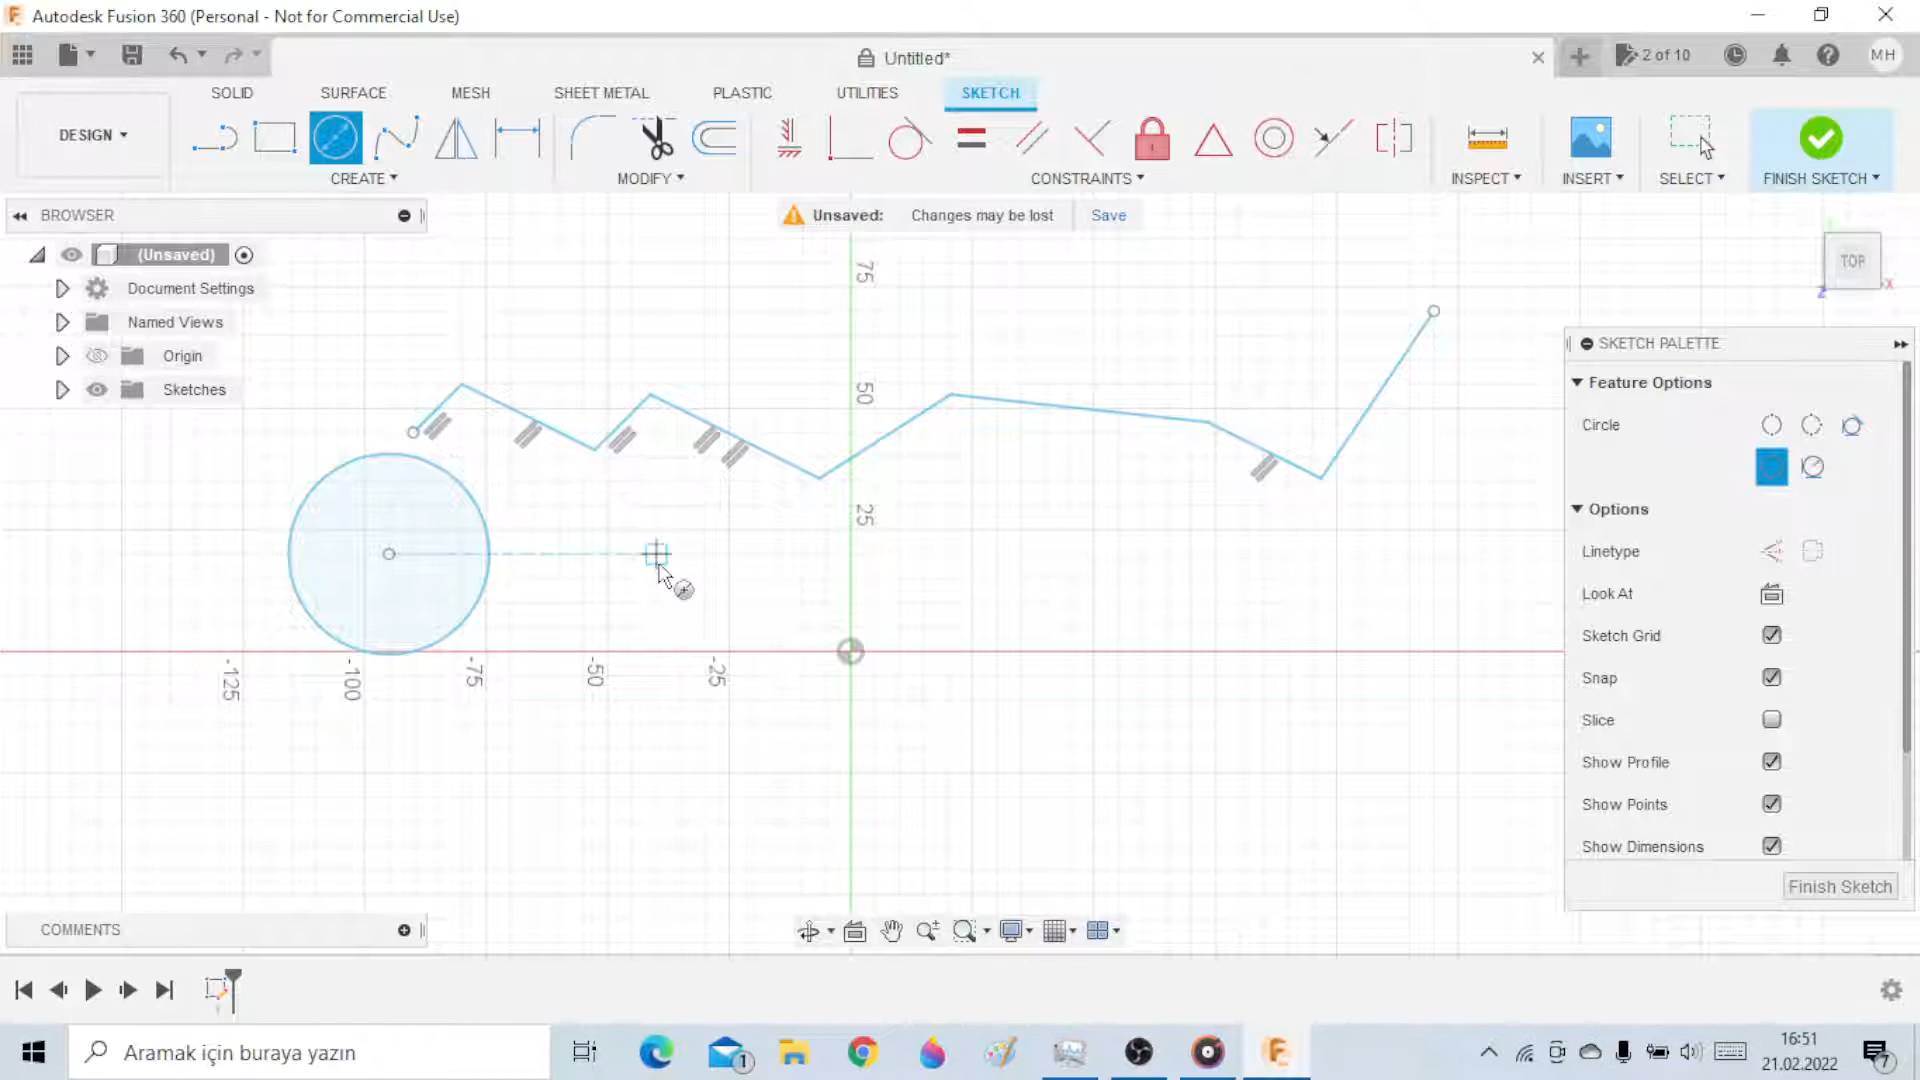 Autodesk Fusion 360 (Personal - Not for Commercial Use)
Untitled*
2 of 10
MH
DESIGN
SOLID
SURFACE
MESH
SHEET METAL
PLASTIC
UTILITIES
SKETCH
CREATE
MODIFY
CONSTRAINTS
INSPECT
INSERT
SELECT
FINISH SKETCH
BROWSER
Unsaved: Changes may be lost Save
(Unsaved)
Document Settings
Named Views
Origin
Sketches
TOP
X
Z
75
50
25
-125
-100
-75
-50
-25
SKETCH PALETTE
Feature Options
Circle
Options
Linetype
Look At
Sketch Grid
Snap
Slice
Show Profile
Show Points
Show Dimensions
Finish Sketch
COMMENTS
Aramak için buraya yazın
1
16:51
21.02.2022
7